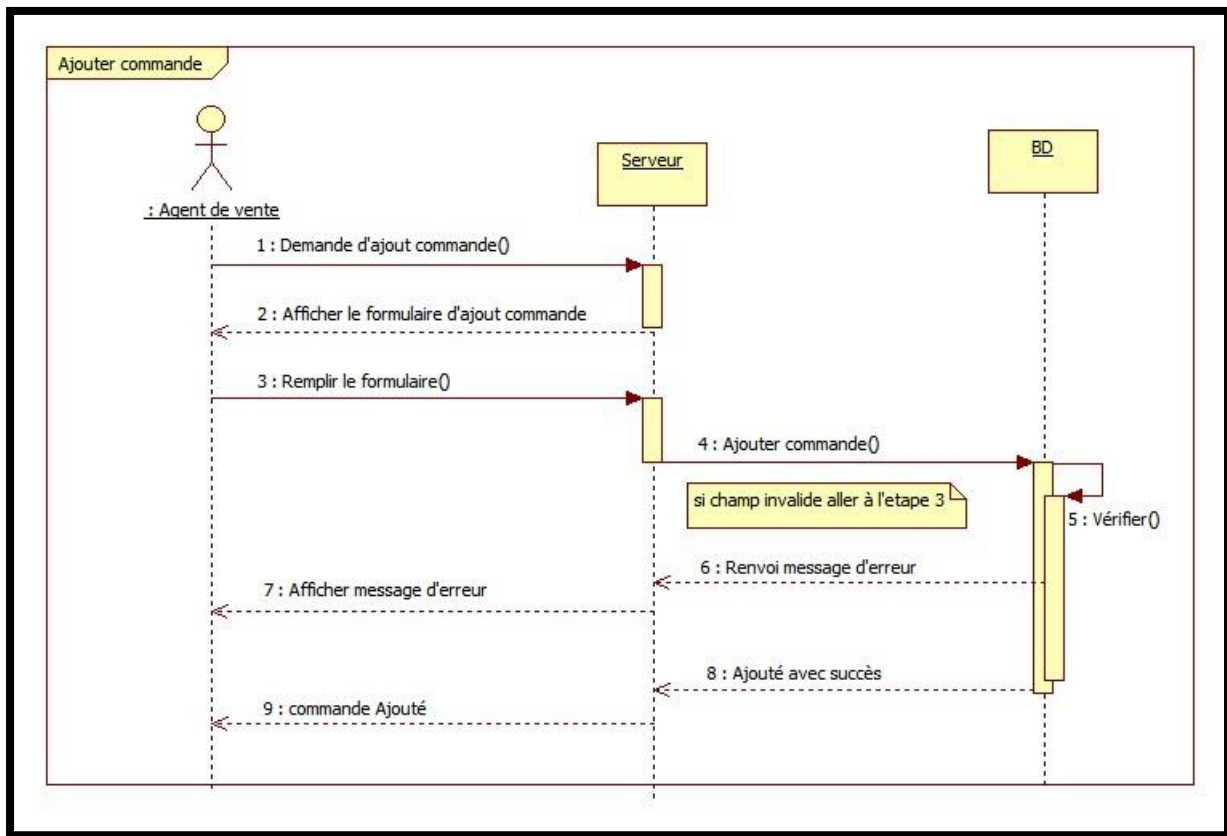 Ajouter commande
Serveur
BD
: Agent de vente
1 : Demande d'ajout commande()
2 : Afficher le formulaire d'ajout commande
3 : Remplir le formulaire()
4 : Ajouter commande()
si champ invalide aller à l'etape 3
5 : Vérifier()
6 : Renvoi message d'erreur
7 : Afficher message d'erreur
8 : Ajouté avec succès
9 : commande Ajouté